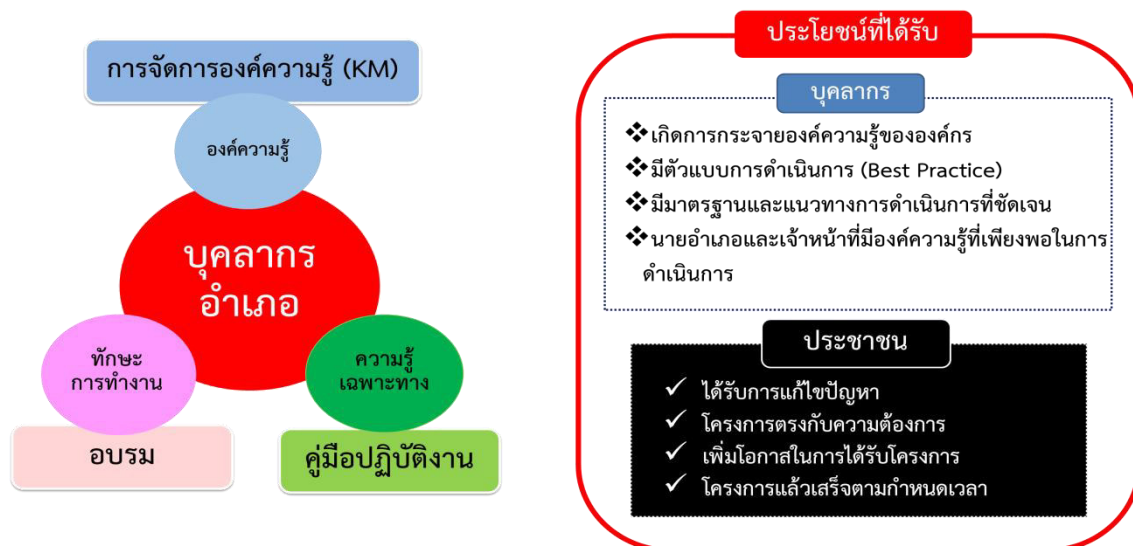 การจัดการองค์ความรู้ (KM)
องค์ความรู้
บุคลากร
อำเภอ
ทักษะ
การทำงาน
ความรู้
เฉพาะทาง
อบรม
คู่มือปฏิบัติงาน
ประโยชน์ที่ได้รับ
บุคลากร
❖เกิดการกระจายองค์ความรู้ขององค์กร
❖มีตัวแบบการดำเนินการ (Best Practice)
❖มีมาตรฐานและแนวทางการดำเนินการที่ชัดเจน
❖นายอำเภอและเจ้าหน้าที่มีองค์ความรู้ที่เพียงพอในการ
ดำเนินการ
ประชาชน
✓ ได้รับการแก้ไขปัญหา
✓ โครงการตรงกับความต้องการ
✓ เพิ่มโอกาสในการได้รับโครงการ
✓ โครงการแล้วเสร็จตามกำหนดเวลา